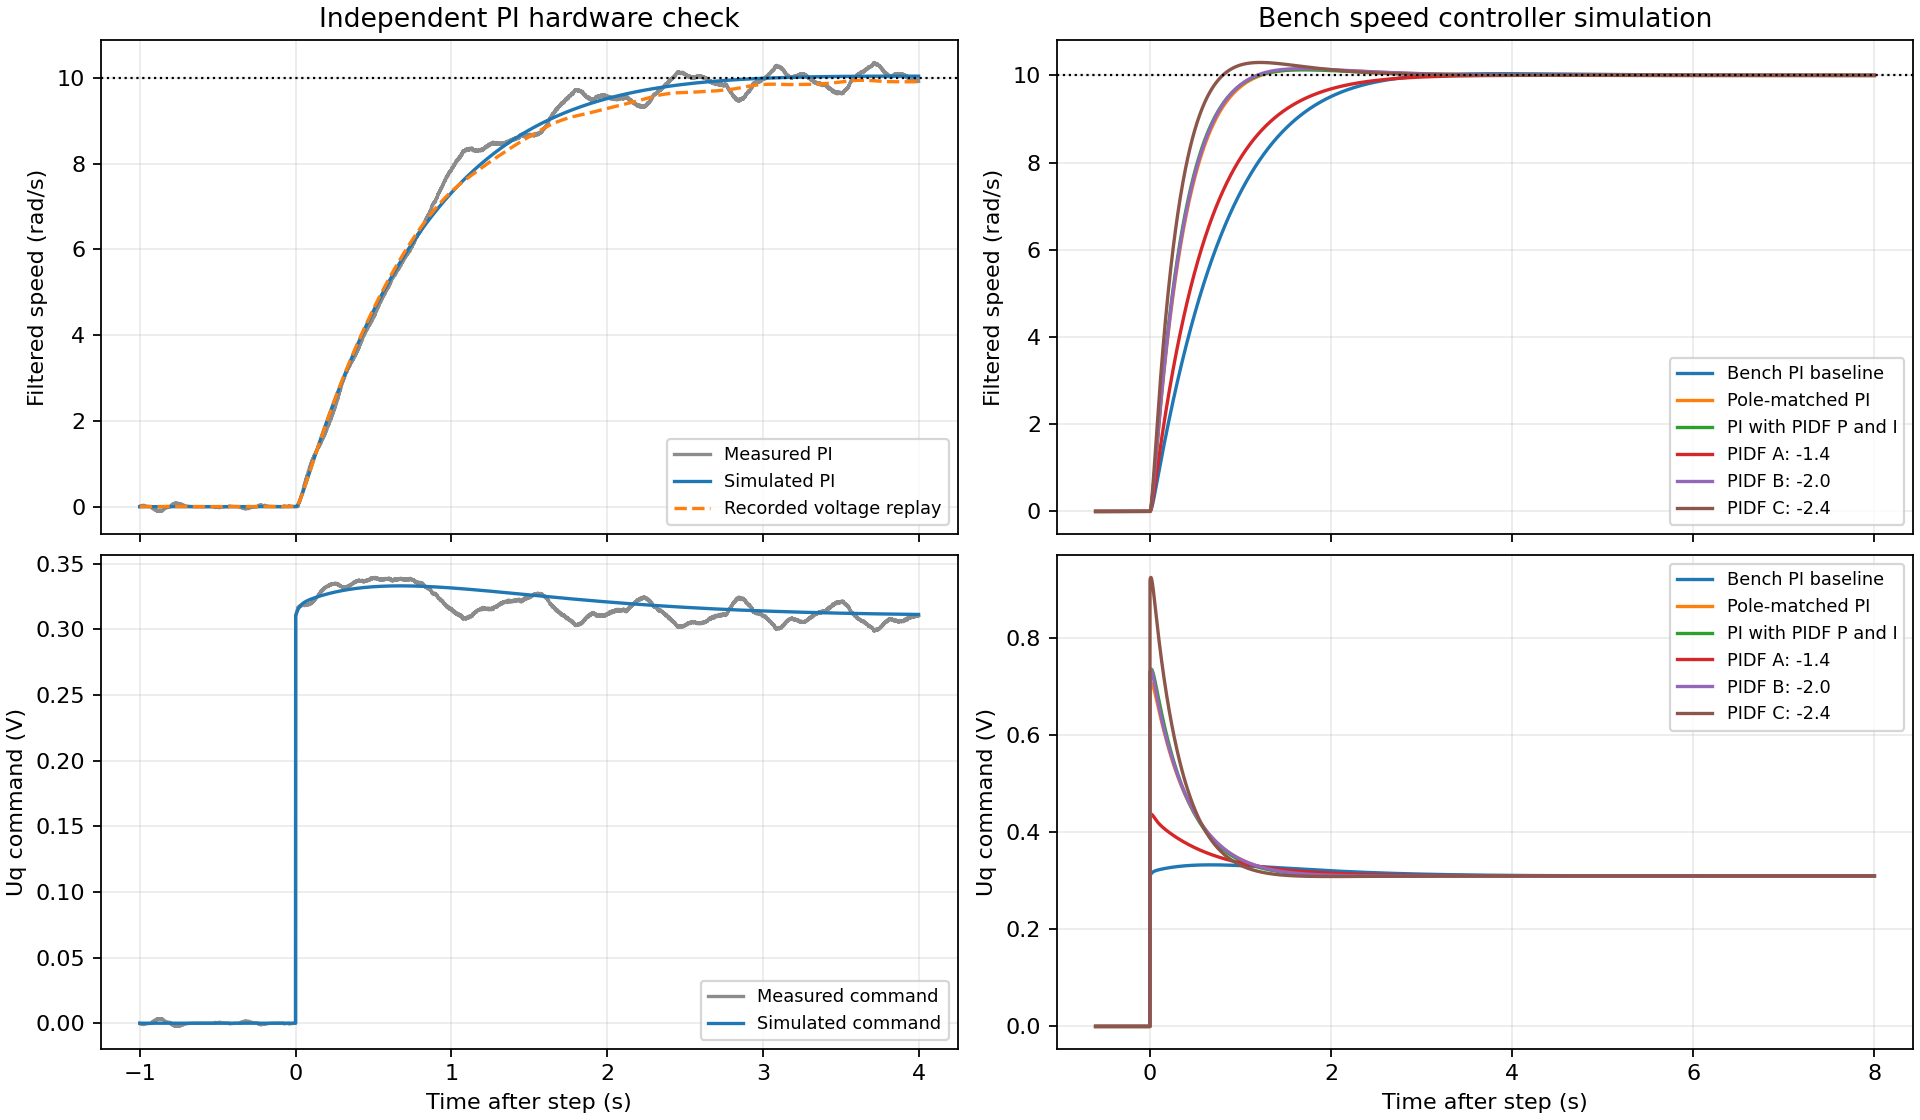 Independent PI hardware check
Filtered speed (rad/s)
10
8
6
4
2
0
Measured PI
Simulated PI
Recorded voltage replay
Bench speed controller simulation
Filtered speed (rad/s)
10
8
6
4
2
0
Bench PI baseline
Pole-matched PI
PI with PIDF P and I
PIDF A: -1.4
PIDF B: -2.0
PIDF C: -2.4
Uq command (V)
0.35
0.30
0.25
0.20
0.15
0.10
0.05
0.00
Measured command
Simulated command
−1
0
1
2
3
4
Time after step (s)
Uq command (V)
0.8
0.6
0.4
0.2
0.0
Bench PI baseline
Pole-matched PI
PI with PIDF P and I
PIDF A: -1.4
PIDF B: -2.0
PIDF C: -2.4
0
2
4
6
8
Time after step (s)